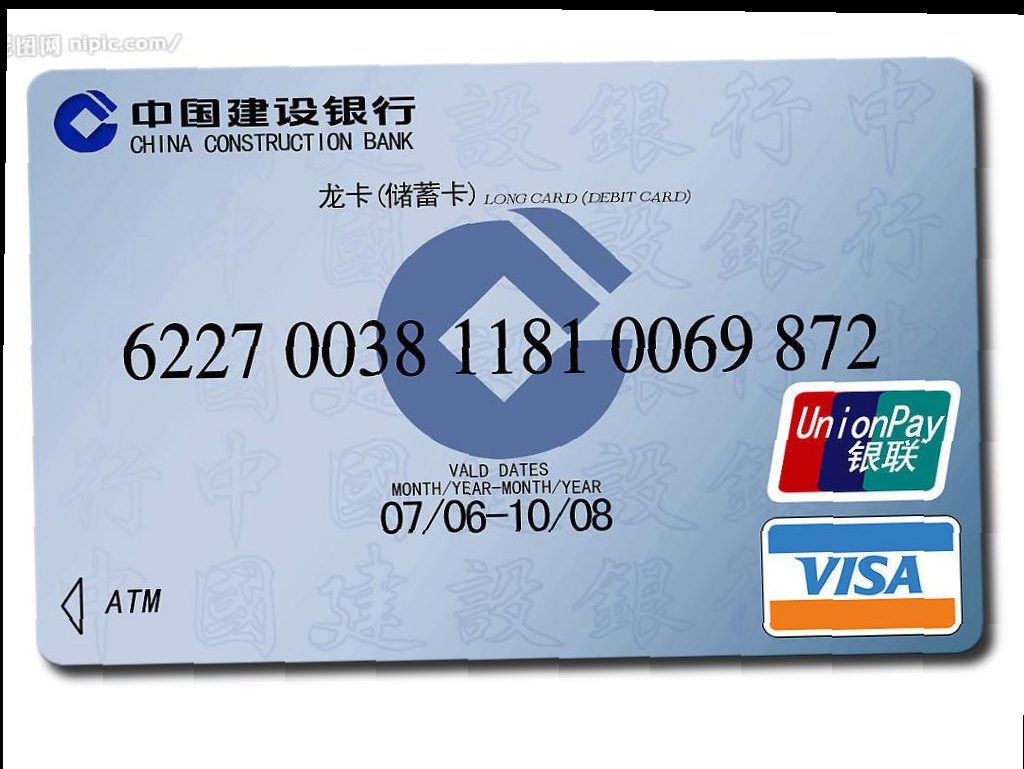 昵图网 nipic.com/
中国建设银行
CHINA CONSTRUCTION BANK
龙卡(储蓄卡) LONG CARD (DEBIT CARD)
6227 0038 1181 0069 872
UnionPay
银联
VALD DATES
MONTH/YEAR-MONTH/YEAR
07/06-10/08
VISA
ATM